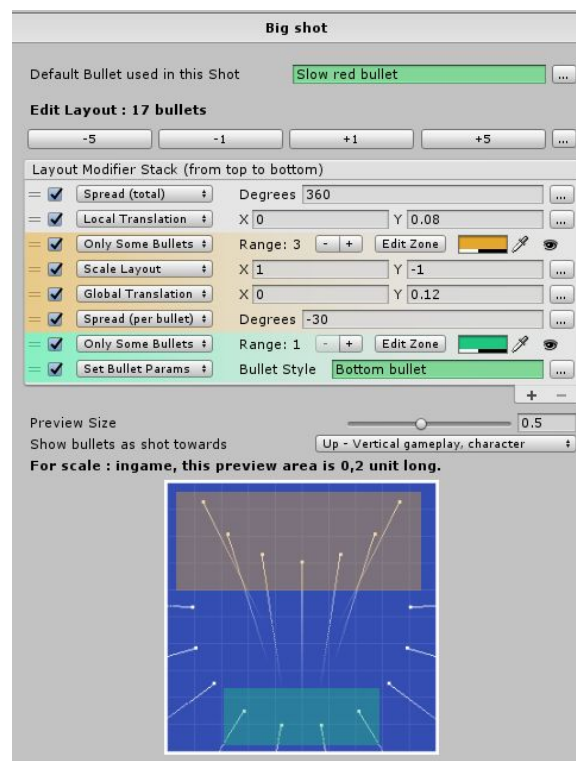 Big shot
Default Bullet used in this Shot Slow red bullet ...
Edit Layout : 17 bullets
-5 -1 +1 +5 ...
Layout Modifier Stack (from top to bottom)
Spread (total) Degrees 360 ...
Local Translation X 0 Y 0.08 ...
Only Some Bullets Range: 3 - + Edit Zone
Scale Layout X 1 Y -1 ...
Global Translation X 0 Y 0.12 ...
Spread (per bullet) Degrees -30 ...
Only Some Bullets Range: 1 - + Edit Zone
Set Bullet Params Bullet Style Bottom bullet ...
+ -
Preview Size 0.5
Show bullets as shot towards Up - Vertical gameplay, character
For scale : ingame, this preview area is 0,2 unit long.